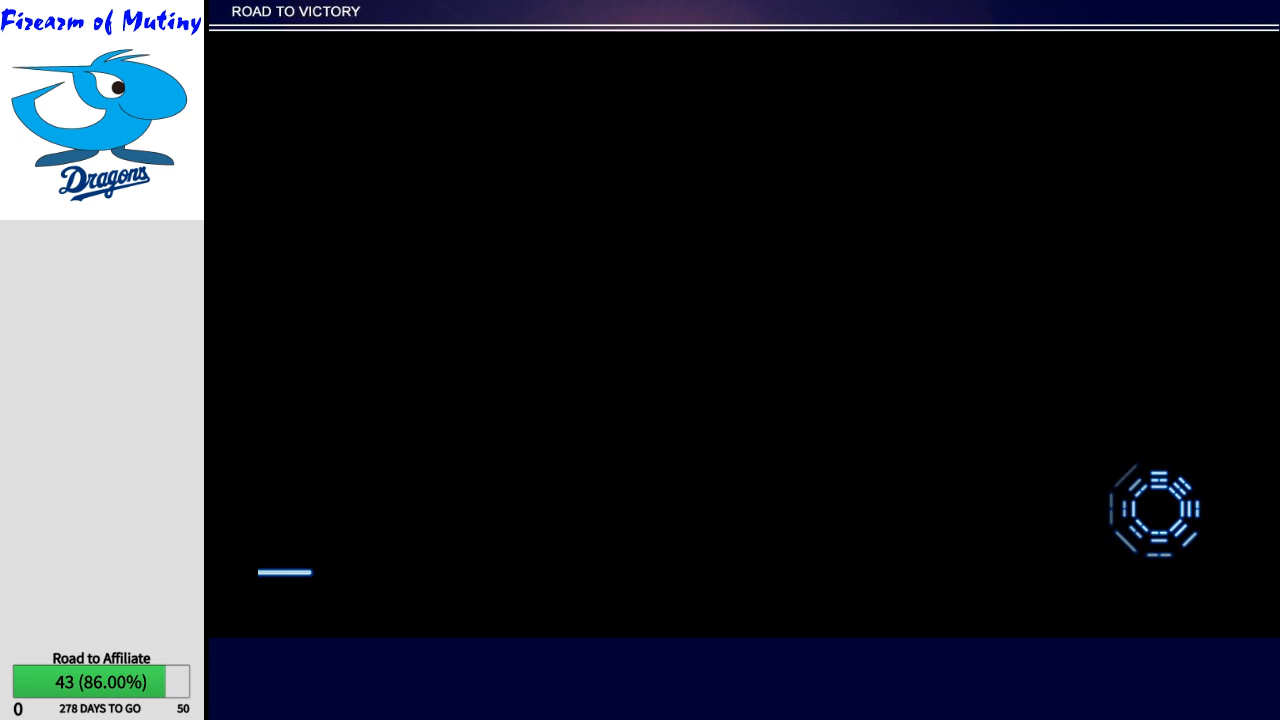 ROAD TO VICTORY
Firearm of Mutiny
Dragons
Road to Affiliate
43 (86.00%)
0
278 DAYS TO GO
50